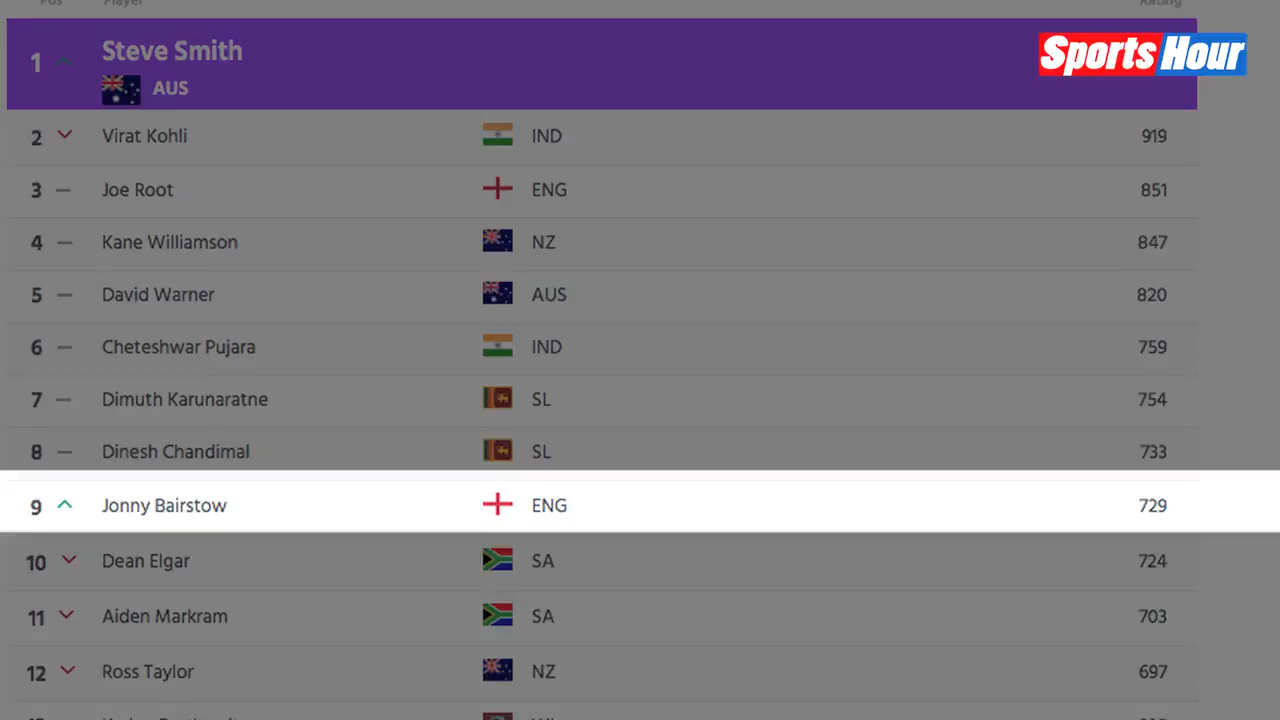 Pos Player Rating
1 Steve Smith
AUS
Sports Hour
2 Virat Kohli IND 919
3 Joe Root ENG 851
4 Kane Williamson NZ 847
5 David Warner AUS 820
6 Cheteshwar Pujara IND 759
7 Dimuth Karunaratne SL 754
8 Dinesh Chandimal SL 733
9 Jonny Bairstow ENG 729
10 Dean Elgar SA 724
11 Aiden Markram SA 703
12 Ross Taylor NZ 697